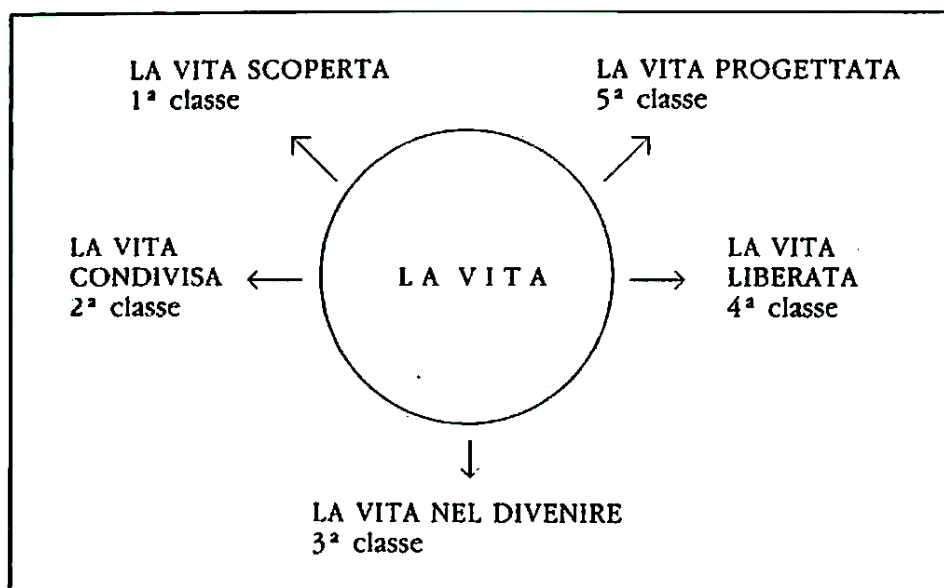 LA VITA SCOPERTA
1ª classe
LA VITA PROGETTATA
5ª classe
LA VITA
CONDIVISA
2ª classe
LA VITA
LA VITA
LIBERATA
4ª classe
LA VITA NEL DIVENIRE
3ª classe